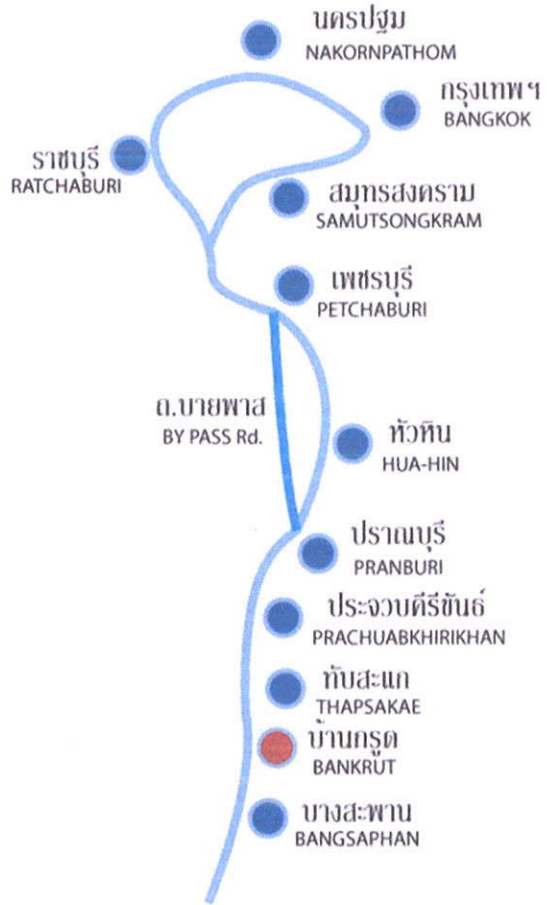 นครปฐม
NAKORNPATHOM
กรุงเทพฯ
BANGKOK
ราชบุรี
RATCHABURI
สมุทรสงคราม
SAMUTSONGKRAM
เพชรบุรี
PETCHABURI
ถ.บายพาส
BY PASS Rd.
หัวหิน
HUA-HIN
ปราณบุรี
PRANBURI
ประจวบคีรีขันธ์
PRACHUABKHIRIKHAN
ทับสะแก
THAPSAKAE
บ้านกรูด
BANKRUT
บางสะพาน
BANGSAPHAN